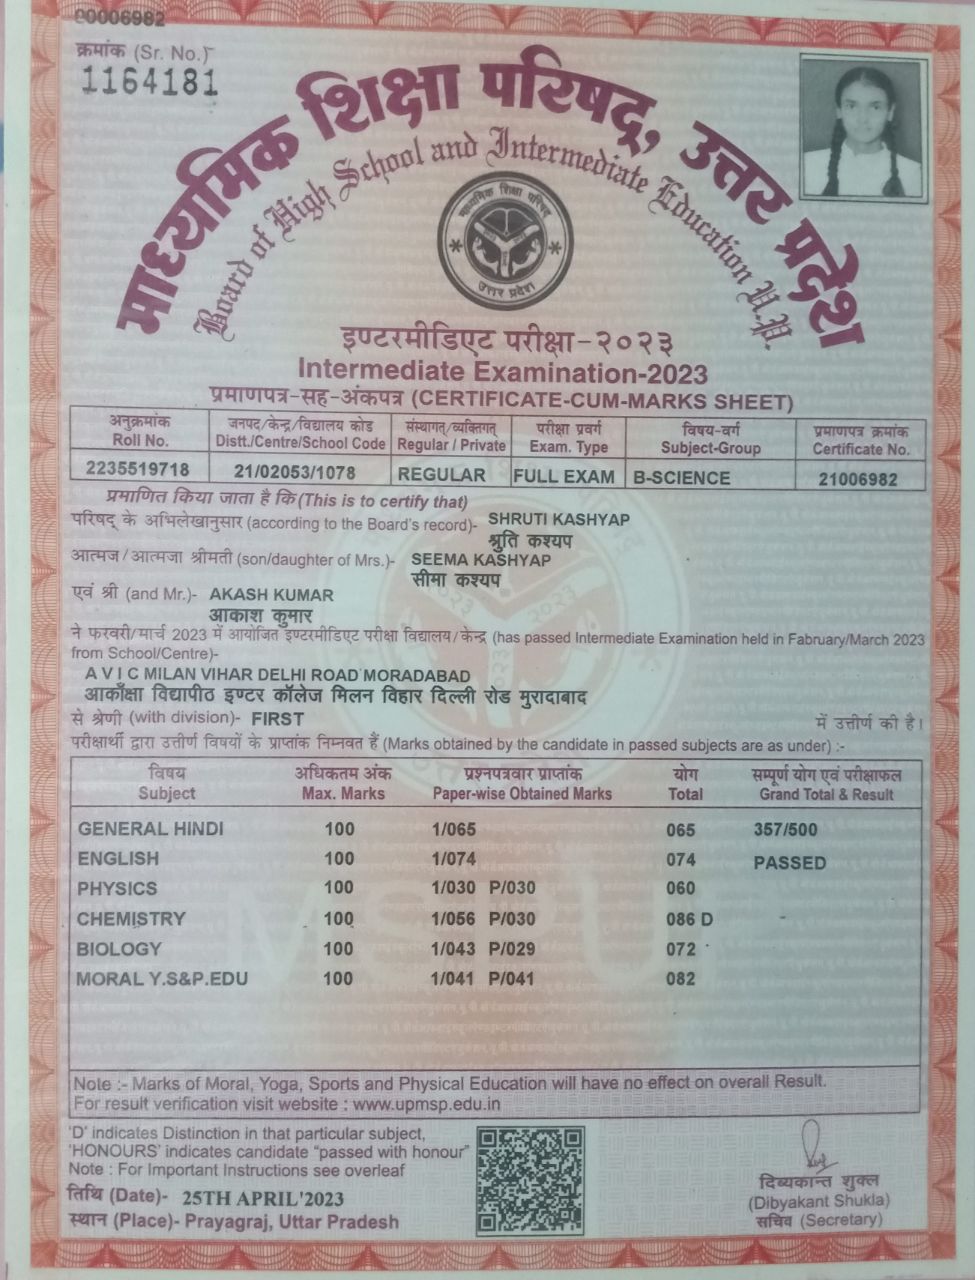 00006982
क्रमांक (Sr. No.)
1164181
माध्यमिक शिक्षा परिषद्, उत्तर प्रदेश
Board of High School and Intermediate Education U.P.
माध्यमिक शिक्षा परिषद्
उत्तर प्रदेश
इण्टरमीडिएट परीक्षा-२०२३
Intermediate Examination-2023
प्रमाणपत्र-सह-अंकपत्र (CERTIFICATE-CUM-MARKS SHEET)
अनुक्रमांक जनपद/केन्द्र/विद्यालय कोड संस्थागत्/व्यक्तिगत् परीक्षा प्रवर्ग विषय-वर्ग प्रमाणपत्र क्रमांक
Roll No. Distt./Centre/School Code Regular / Private Exam. Type Subject-Group Certificate No.
2235519718 21/02053/1078 REGULAR FULL EXAM B-SCIENCE 21006982
प्रमाणित किया जाता है कि (This is to certify that)
परिषद् के अभिलेखानुसार (according to the Board's record)- SHRUTI KASHYAP
श्रुति कश्यप
आत्मज/आत्मजा श्रीमती (son/daughter of Mrs.)- SEEMA KASHYAP
सीमा कश्यप
एवं श्री (and Mr.)- AKASH KUMAR
आकाश कुमार
ने फरवरी/मार्च 2023 में आयोजित इण्टरमीडिएट परीक्षा विद्यालय/केन्द्र (has passed Intermediate Examination held in Fabruary/March 2023
from School/Centre)-
A V I C MILAN VIHAR DELHI ROAD MORADABAD
आकाँक्षा विद्यापीठ इण्टर कॉलेज मिलन विहार दिल्ली रोड मुरादाबाद
से श्रेणी (with division)- FIRST में उत्तीर्ण की है।
परीक्षार्थी द्वारा उत्तीर्ण विषयों के प्राप्तांक निम्नवत हैं (Marks obtained by the candidate in passed subjects are as under) :-
विषय अधिकतम अंक प्रश्नपत्रवार प्राप्तांक योग सम्पूर्ण योग एवं परीक्षाफल
Subject Max. Marks Paper-wise Obtained Marks Total Grand Total & Result
GENERAL HINDI 100 1/065 065 357/500
ENGLISH 100 1/074 074 PASSED
PHYSICS 100 1/030 P/030 060
CHEMISTRY 100 1/056 P/030 086 D
BIOLOGY 100 1/043 P/029 072
MORAL Y.S&P.EDU 100 1/041 P/041 082
Note :- Marks of Moral, Yoga, Sports and Physical Education will have no effect on overall Result.
For result verification visit website : www.upmsp.edu.in
'D' indicates Distinction in that particular subject,
'HONOURS' indicates candidate "passed with honour"
Note : For Important Instructions see overleaf
तिथि (Date)- 25TH APRIL'2023
स्थान (Place)- Prayagraj, Uttar Pradesh
दिव्यकान्त शुक्ल
(Dibyakant Shukla)
सचिव (Secretary)